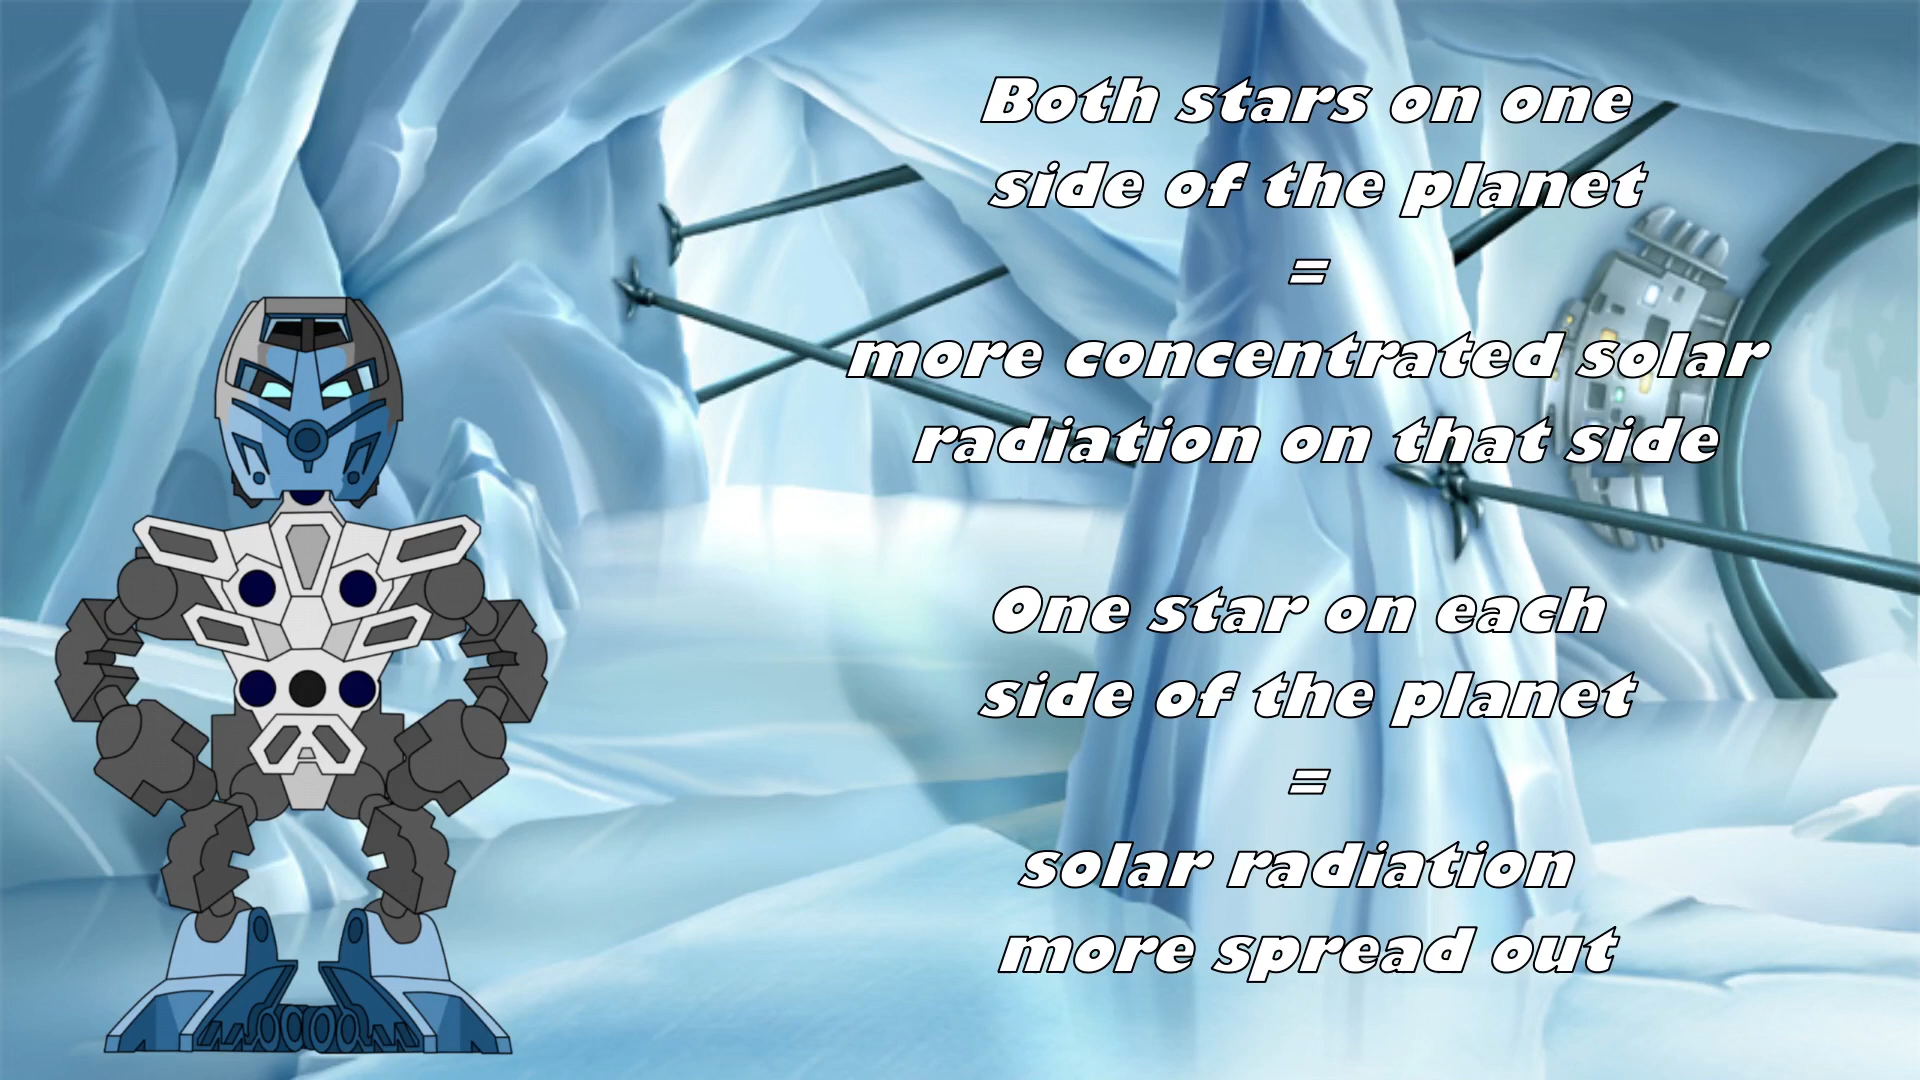 Both stars on one
side of the planet
=
more concentrated solar
radiation on that side
One star on each
side of the planet
=
solar radiation
more spread out